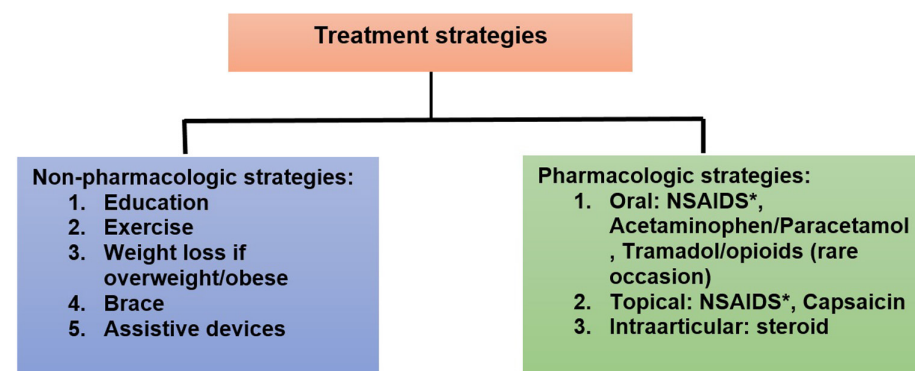 Treatment strategies
Non-pharmacologic strategies:
1. Education
2. Exercise
3. Weight loss if
overweight/obese
4. Brace
5. Assistive devices
Pharmacologic strategies:
1. Oral: NSAIDS*,
Acetaminophen/Paracetamol
, Tramadol/opioids (rare
occasion)
2. Topical: NSAIDS*, Capsaicin
3. Intraarticular: steroid